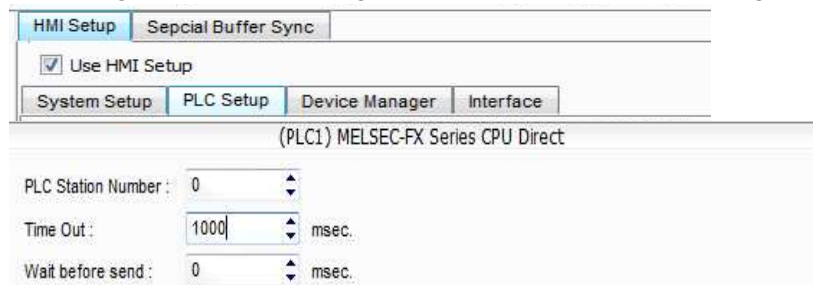 HMI Setup Sepcial Buffer Sync
Use HMI Setup
System Setup PLC Setup Device Manager Interface
(PLC1) MELSEC-FX Series CPU Direct
PLC Station Number : 0
Time Out : 1000 msec.
Wait before send : 0 msec.